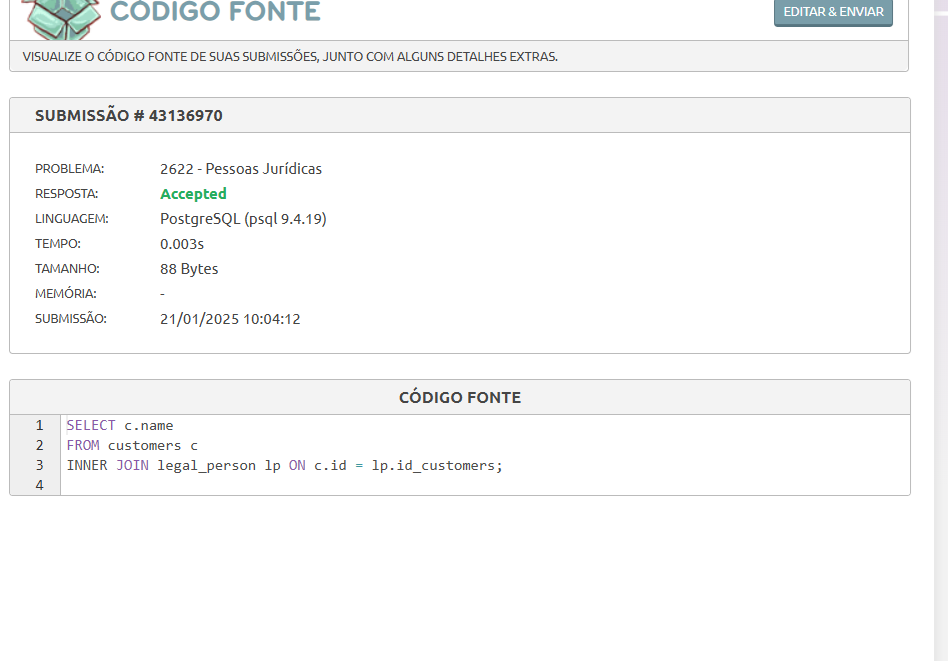 CÓDIGO FONTE
EDITAR & ENVIAR
VISUALIZE O CÓDIGO FONTE DE SUAS SUBMISSÕES, JUNTO COM ALGUNS DETALHES EXTRAS.
SUBMISSÃO # 43136970
PROBLEMA: 2622 - Pessoas Jurídicas
RESPOSTA: Accepted
LINGUAGEM: PostgreSQL (psql 9.4.19)
TEMPO: 0.003s
TAMANHO: 88 Bytes
MEMÓRIA: -
SUBMISSÃO: 21/01/2025 10:04:12
CÓDIGO FONTE
1 SELECT c.name
2 FROM customers c
3 INNER JOIN legal_person lp ON c.id = lp.id_customers;
4